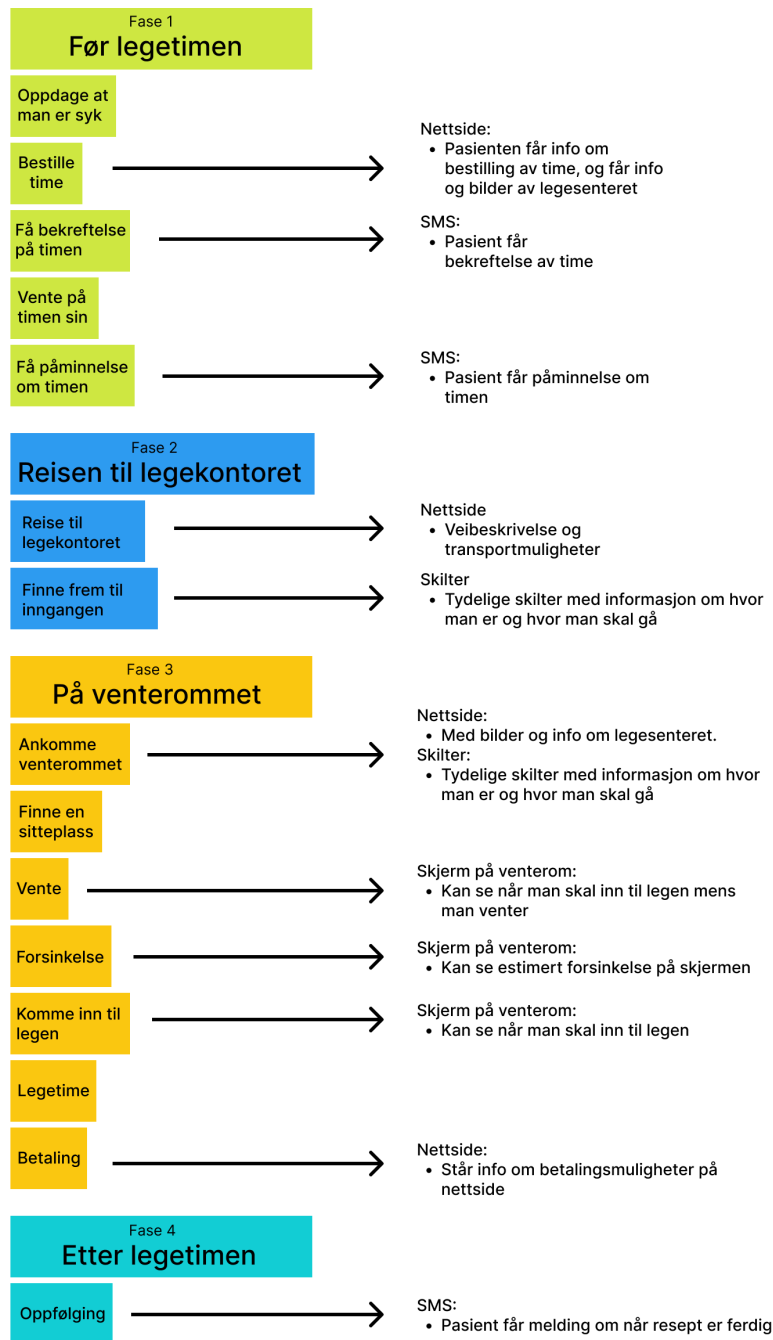 Fase 1
Før legetimen
Oppdage at
man er syk
Bestille
time
Nettside:
• Pasienten får info om
bestilling av time, og får info
og bilder av legesenteret
Få bekreftelse
på timen
SMS:
• Pasient får
bekreftelse av time
Vente på
timen sin
Få påminnelse
om timen
SMS:
• Pasient får påminnelse om
timen
Fase 2
Reisen til legekontoret
Reise til
legekontoret
Nettside
• Veibeskrivelse og
transportmuligheter
Finne frem til
inngangen
Skilter
• Tydelige skilter med informasjon om hvor
man er og hvor man skal gå
Fase 3
På venterommet
Ankomme
venterommet
Nettside:
• Med bilder og info om legesenteret.
Skilter:
• Tydelige skilter med informasjon om hvor
man er og hvor man skal gå
Finne en
sitteplass
Vente
Skjerm på venterom:
• Kan se når man skal inn til legen mens
man venter
Forsinkelse
Skjerm på venterom:
• Kan se estimert forsinkelse på skjermen
Komme inn til
legen
Skjerm på venterom:
• Kan se når man skal inn til legen
Legetime
Betaling
Nettside:
• Står info om betalingsmuligheter på
nettside
Fase 4
Etter legetimen
Oppfølging
SMS:
• Pasient får melding om når resept er ferdig